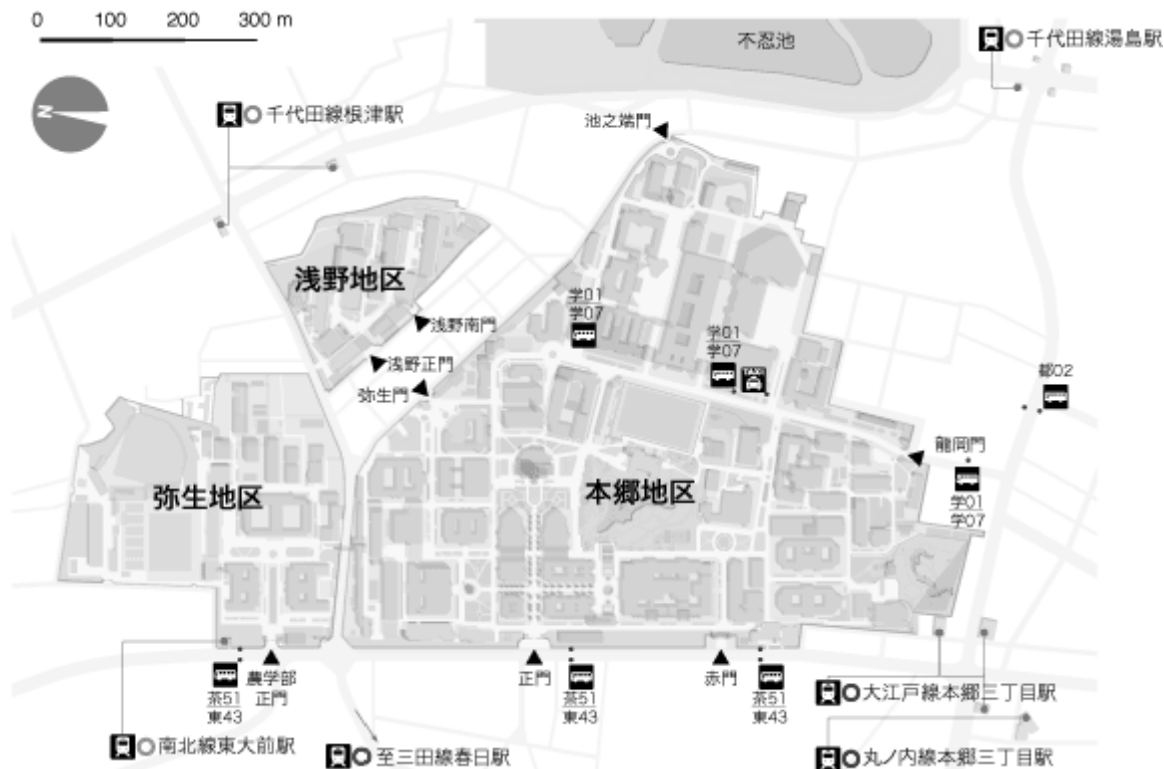 0 100 200 300 m
不忍池
千代田線湯島駅
N
千代田線根津駅
池之端門
浅野地区
学01
学07
浅野南門
学01
学07
TAXI
浅野正門
都02
弥生門
龍岡門
弥生地区
本郷地区
学01
学07
農学部
正門
正門
赤門
茶51
東43
茶51
東43
茶51
東43
大江戸線本郷三丁目駅
南北線東大前駅
至三田線春日駅
丸ノ内線本郷三丁目駅